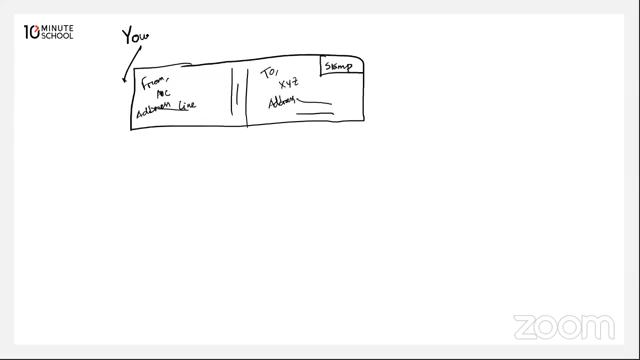 10 MINUTE SCHOOL
You
From,
ABC
Address Line
To,
XYZ
Address
Stamp
zoom